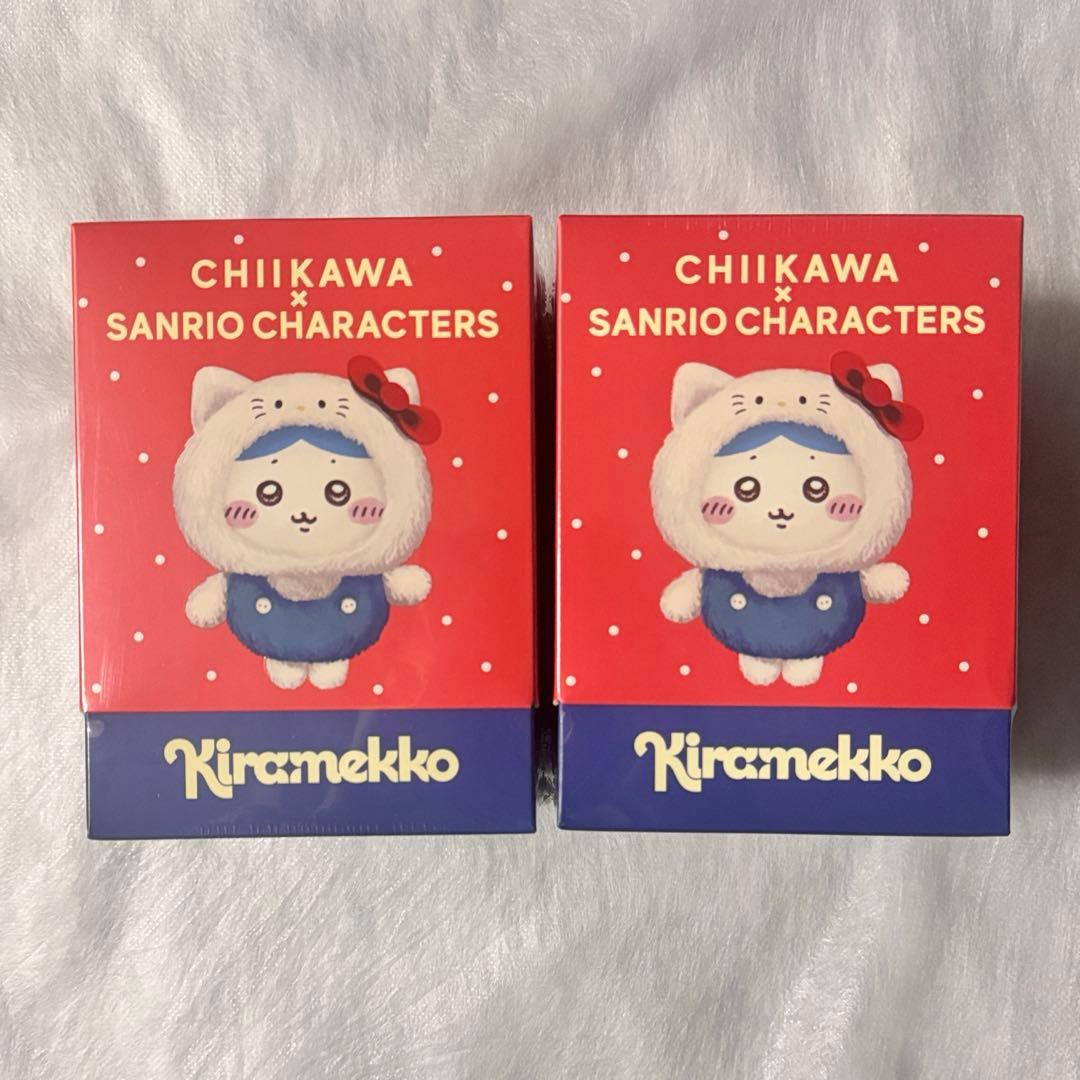 CHIIKAWA
×
SANRIO CHARACTERS
Kiramekko
CHIIKAWA
×
SANRIO CHARACTERS
Kiramekko